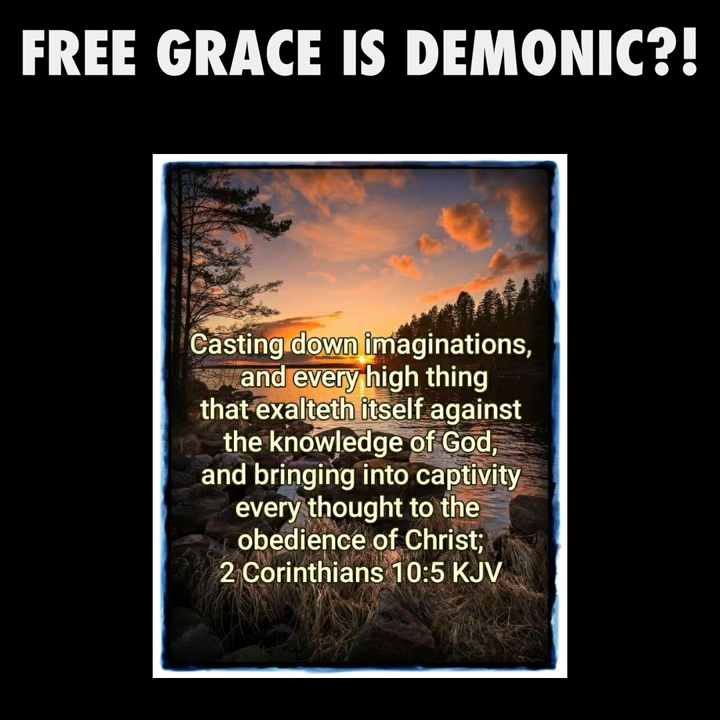 FREE GRACE IS DEMONIC?!
Casting down imaginations,
and every high thing
that exalteth itself against
the knowledge of God,
and bringing into captivity
every thought to the
obedience of Christ;
2 Corinthians 10:5 KJV